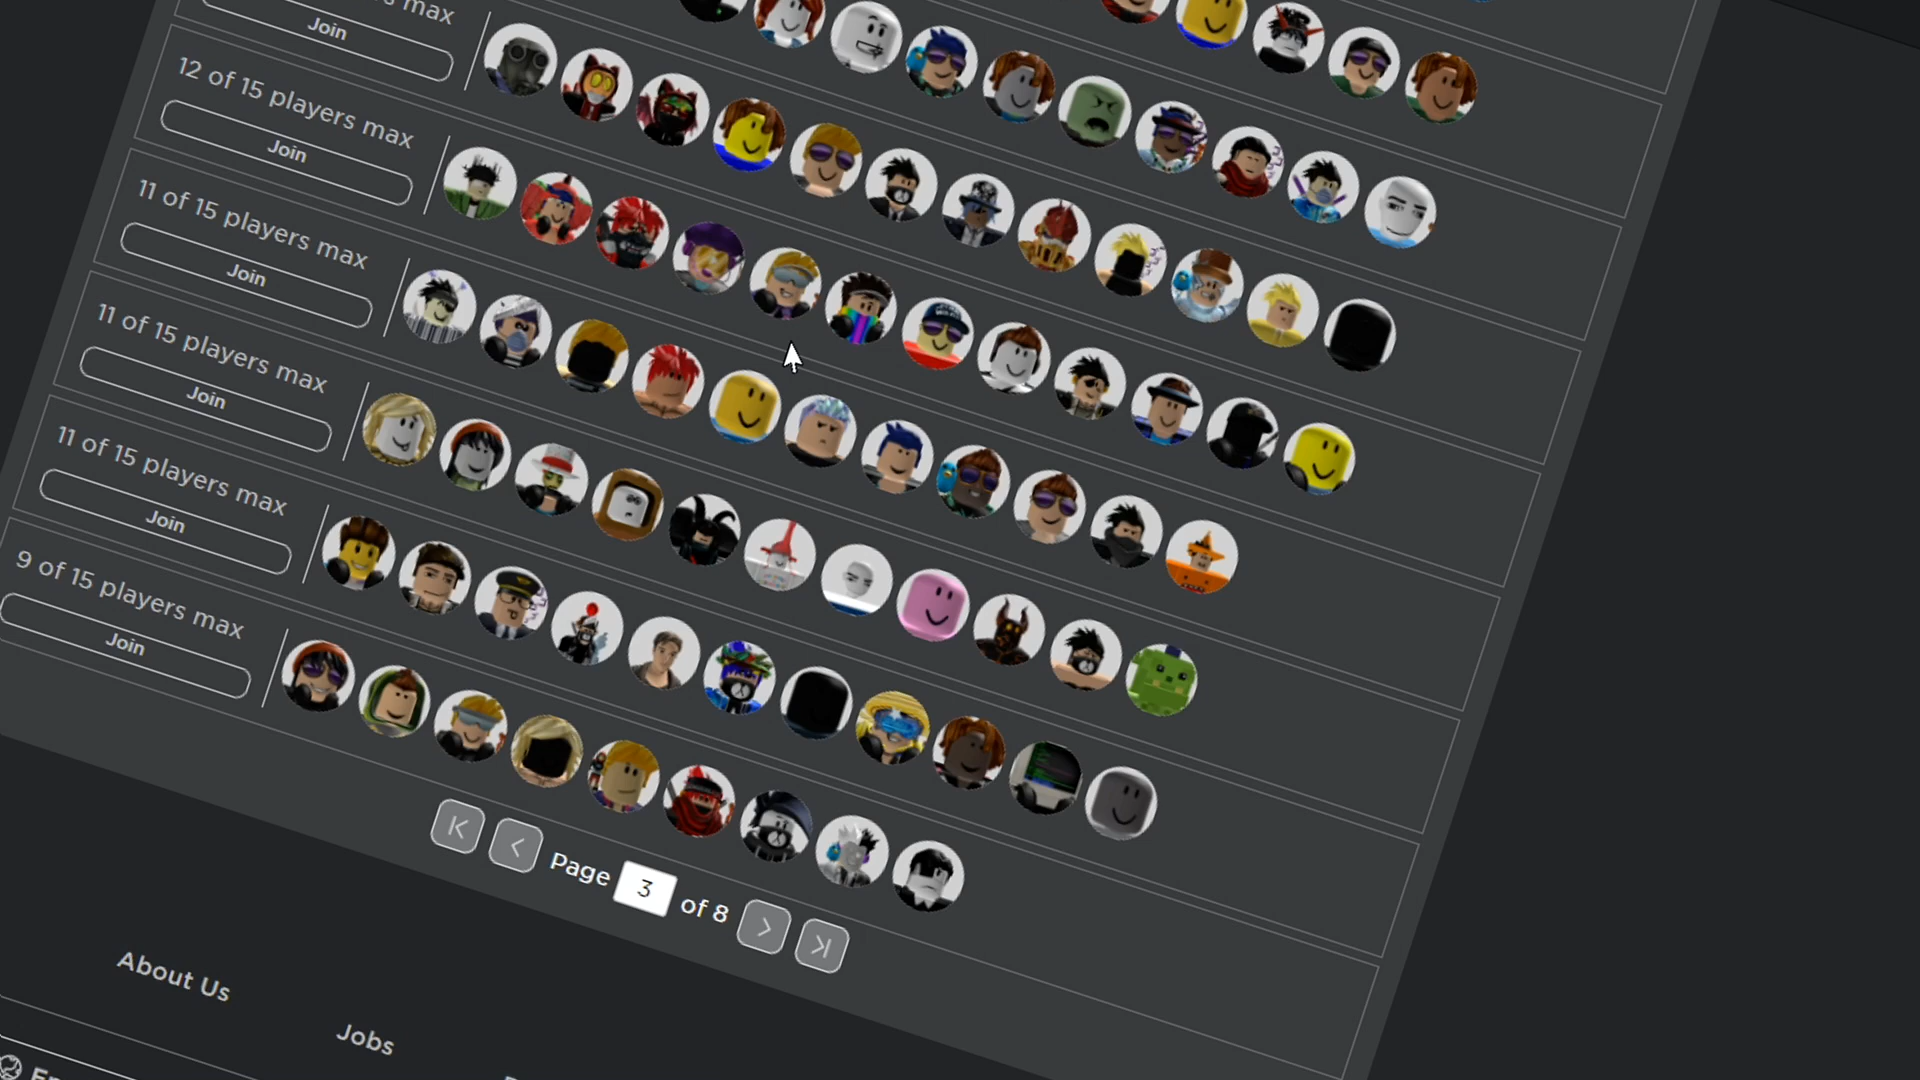 s max
Join
12 of 15 players max
Join
11 of 15 players max
Join
11 of 15 players max
Join
11 of 15 players max
Join
9 of 15 players max
Join
Page 3 of 8
About Us
Jobs